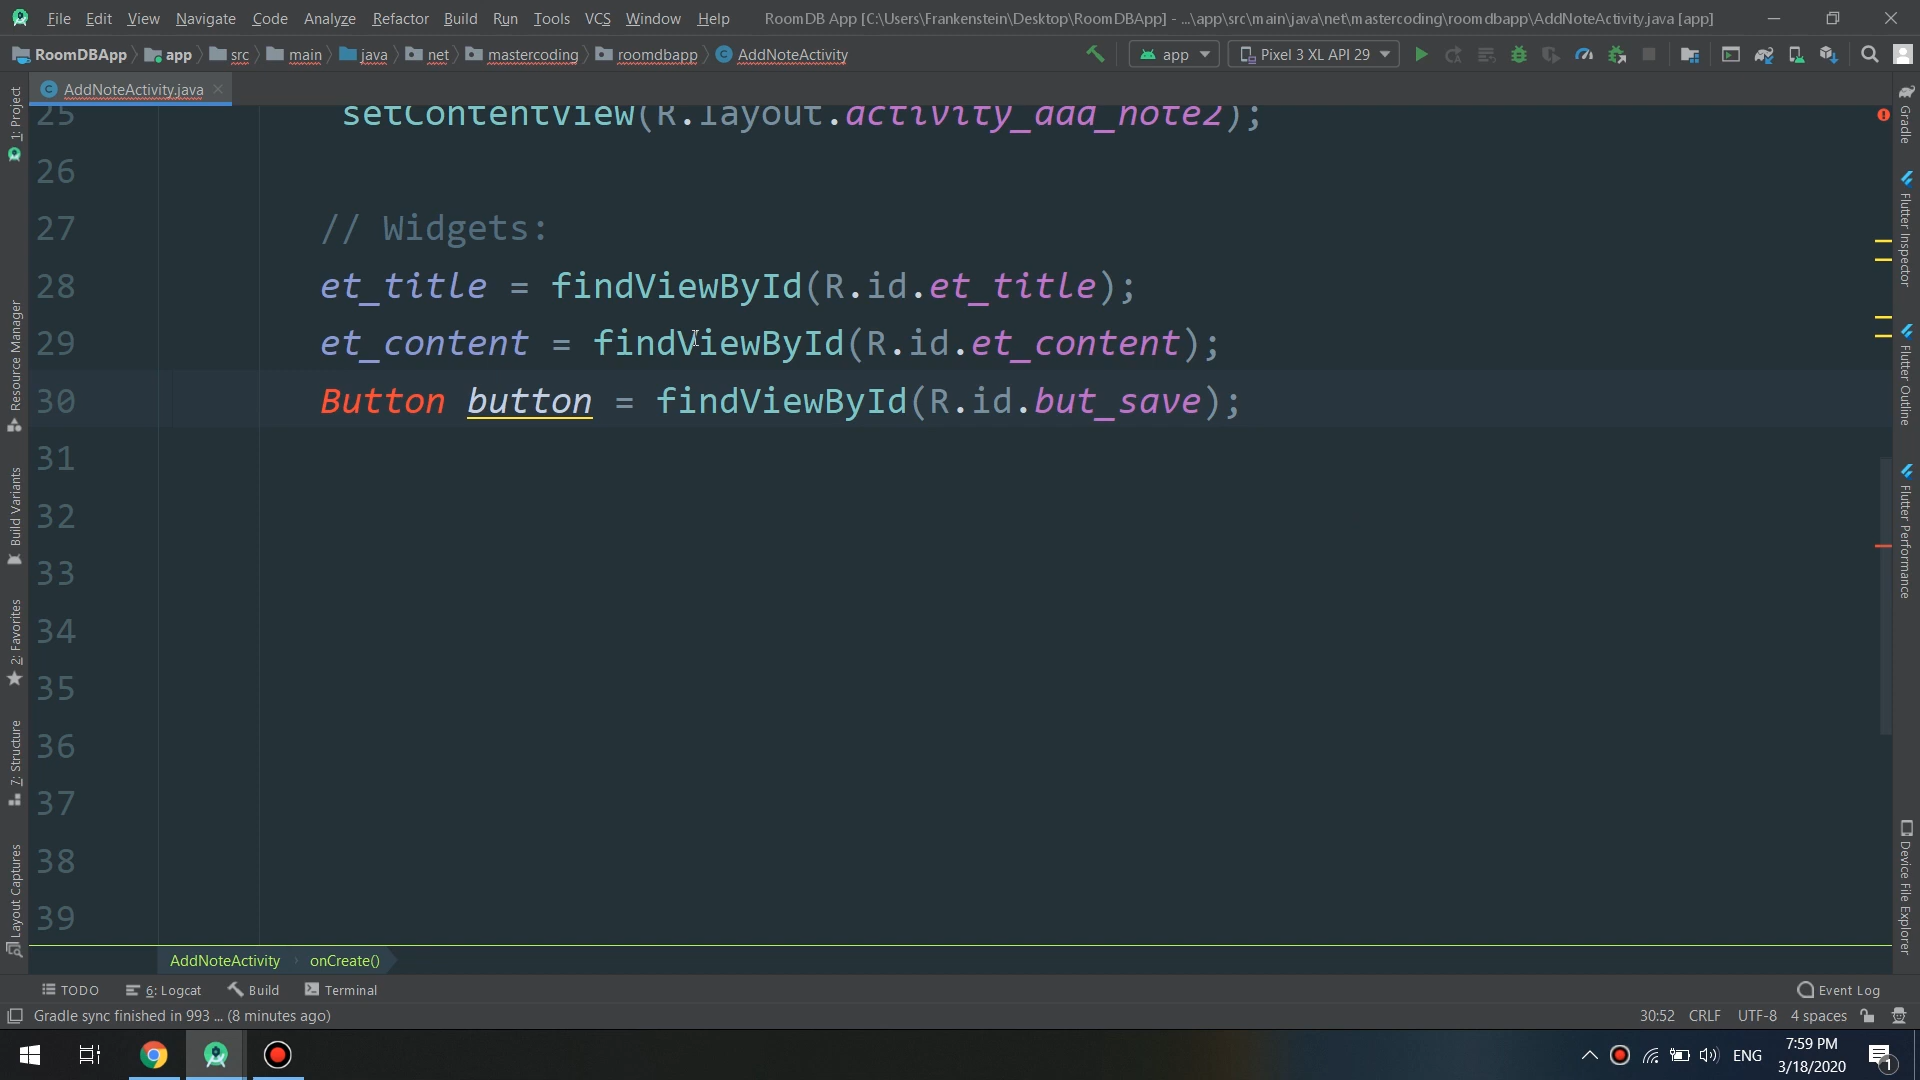 File Edit View Navigate Code Analyze Refactor Build Run Tools VCS Window Help RoomDB App [C:\Users\Frankenstein\Desktop\RoomDBApp] - ...\app\src\main\java\net\mastercoding\roomdbapp\AddNoteActivity.java [app]
RoomDBApp app src main java net mastercoding roomdbapp AddNoteActivity app Pixel 3 XL API 29
AddNoteActivity.java
25 setContentView(R.layout.activity_add_note2);
26
27 // Widgets:
28 et_title = findViewById(R.id.et_title);
29 et_content = findViewById(R.id.et_content);
30 Button button = findViewById(R.id.but_save);
31
32
33
34
35
36
37
38
39
1: Project
Resource Manager
Build Variants
2: Favorites
7: Structure
Layout Captures
Gradle
Flutter Inspector
Flutter Outline
Flutter Performance
Device File Explorer
AddNoteActivity onCreate()
TODO 6: Logcat Build Terminal Event Log
Gradle sync finished in 993 ... (8 minutes ago) 30:52 CRLF UTF-8 4 spaces
ENG 7:59 PM
3/18/2020 1